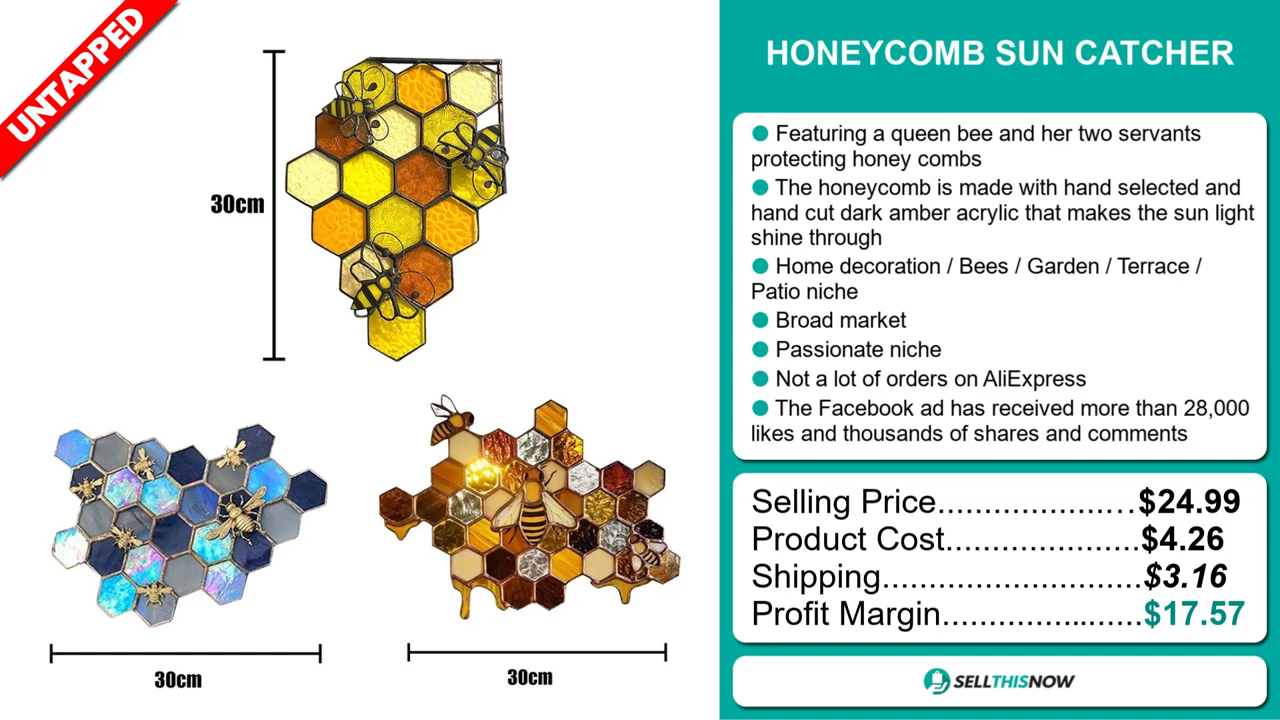 UNTAPPED
30cm
30cm
30cm
HONEYCOMB SUN CATCHER
● Featuring a queen bee and her two servants
protecting honey combs
● The honeycomb is made with hand selected and
hand cut dark amber acrylic that makes the sun light
shine through
● Home decoration / Bees / Garden / Terrace /
Patio niche
● Broad market
● Passionate niche
● Not a lot of orders on AliExpress
● The Facebook ad has received more than 28,000
likes and thousands of shares and comments
Selling Price.....................$24.99
Product Cost.....................$4.26
Shipping............................$3.16
Profit Margin......................$17.57
SELLTHISNOW